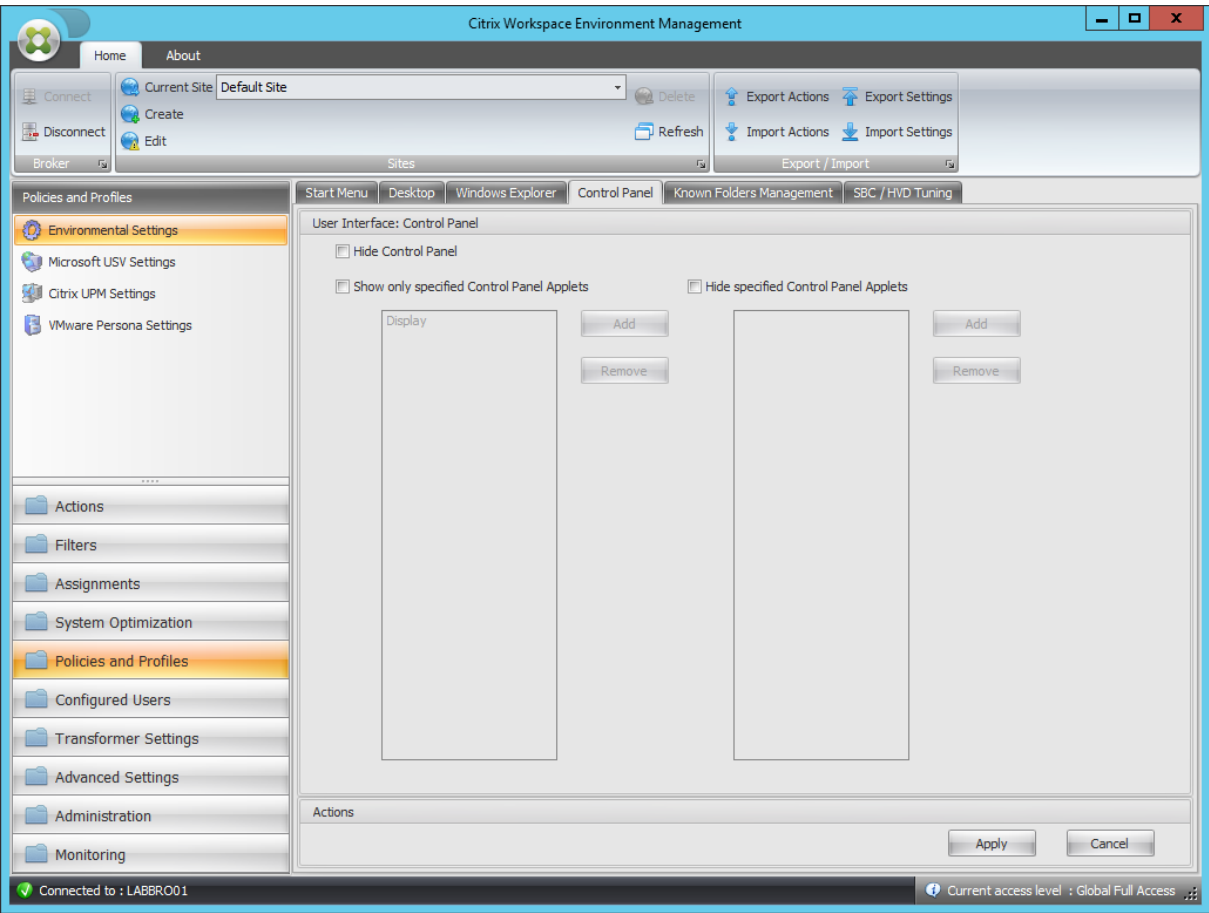 Citrix Workspace Environment Management
Home About
Connect
Disconnect
Broker
Current Site Default Site
Create
Edit
Delete
Refresh
Sites
Export Actions Export Settings
Import Actions Import Settings
Export / Import
Policies and Profiles
Environmental Settings
Microsoft USV Settings
Citrix UPM Settings
VMware Persona Settings
Actions
Filters
Assignments
System Optimization
Policies and Profiles
Configured Users
Transformer Settings
Advanced Settings
Administration
Monitoring
Start Menu Desktop Windows Explorer Control Panel Known Folders Management SBC / HVD Tuning
User Interface: Control Panel
Hide Control Panel
Show only specified Control Panel Applets
Display
Add
Remove
Hide specified Control Panel Applets
Add
Remove
Actions
Apply Cancel
Connected to : LABBRO01
Current access level : Global Full Access